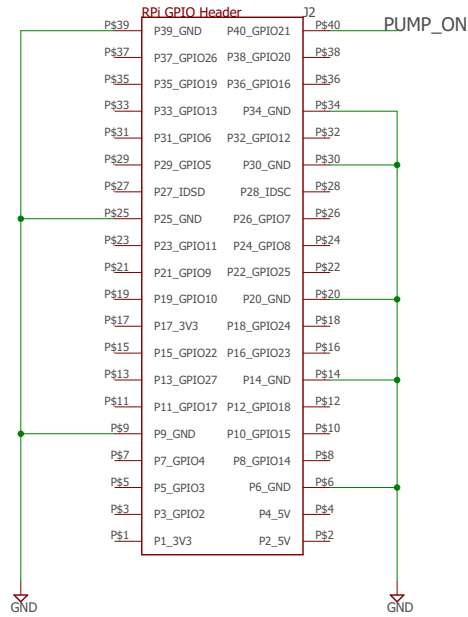 RPi GPIO Header J2
P$39 P39_GND P40_GPIO21 P$40 PUMP_ON
P$37 P37_GPIO26 P38_GPIO20 P$38
P$35 P35_GPIO19 P36_GPIO16 P$36
P$33 P33_GPIO13 P34_GND P$34
P$31 P31_GPIO6 P32_GPIO12 P$32
P$29 P29_GPIO5 P30_GND P$30
P$27 P27_IDSD P28_IDSC P$28
P$25 P25_GND P26_GPIO7 P$26
P$23 P23_GPIO11 P24_GPIO8 P$24
P$21 P21_GPIO9 P22_GPIO25 P$22
P$19 P19_GPIO10 P20_GND P$20
P$17 P17_3V3 P18_GPIO24 P$18
P$15 P15_GPIO22 P16_GPIO23 P$16
P$13 P13_GPIO27 P14_GND P$14
P$11 P11_GPIO17 P12_GPIO18 P$12
P$9 P9_GND P10_GPIO15 P$10
P$7 P7_GPIO4 P8_GPIO14 P$8
P$5 P5_GPIO3 P6_GND P$6
P$3 P3_GPIO2 P4_5V P$4
P$1 P1_3V3 P2_5V P$2
GND GND